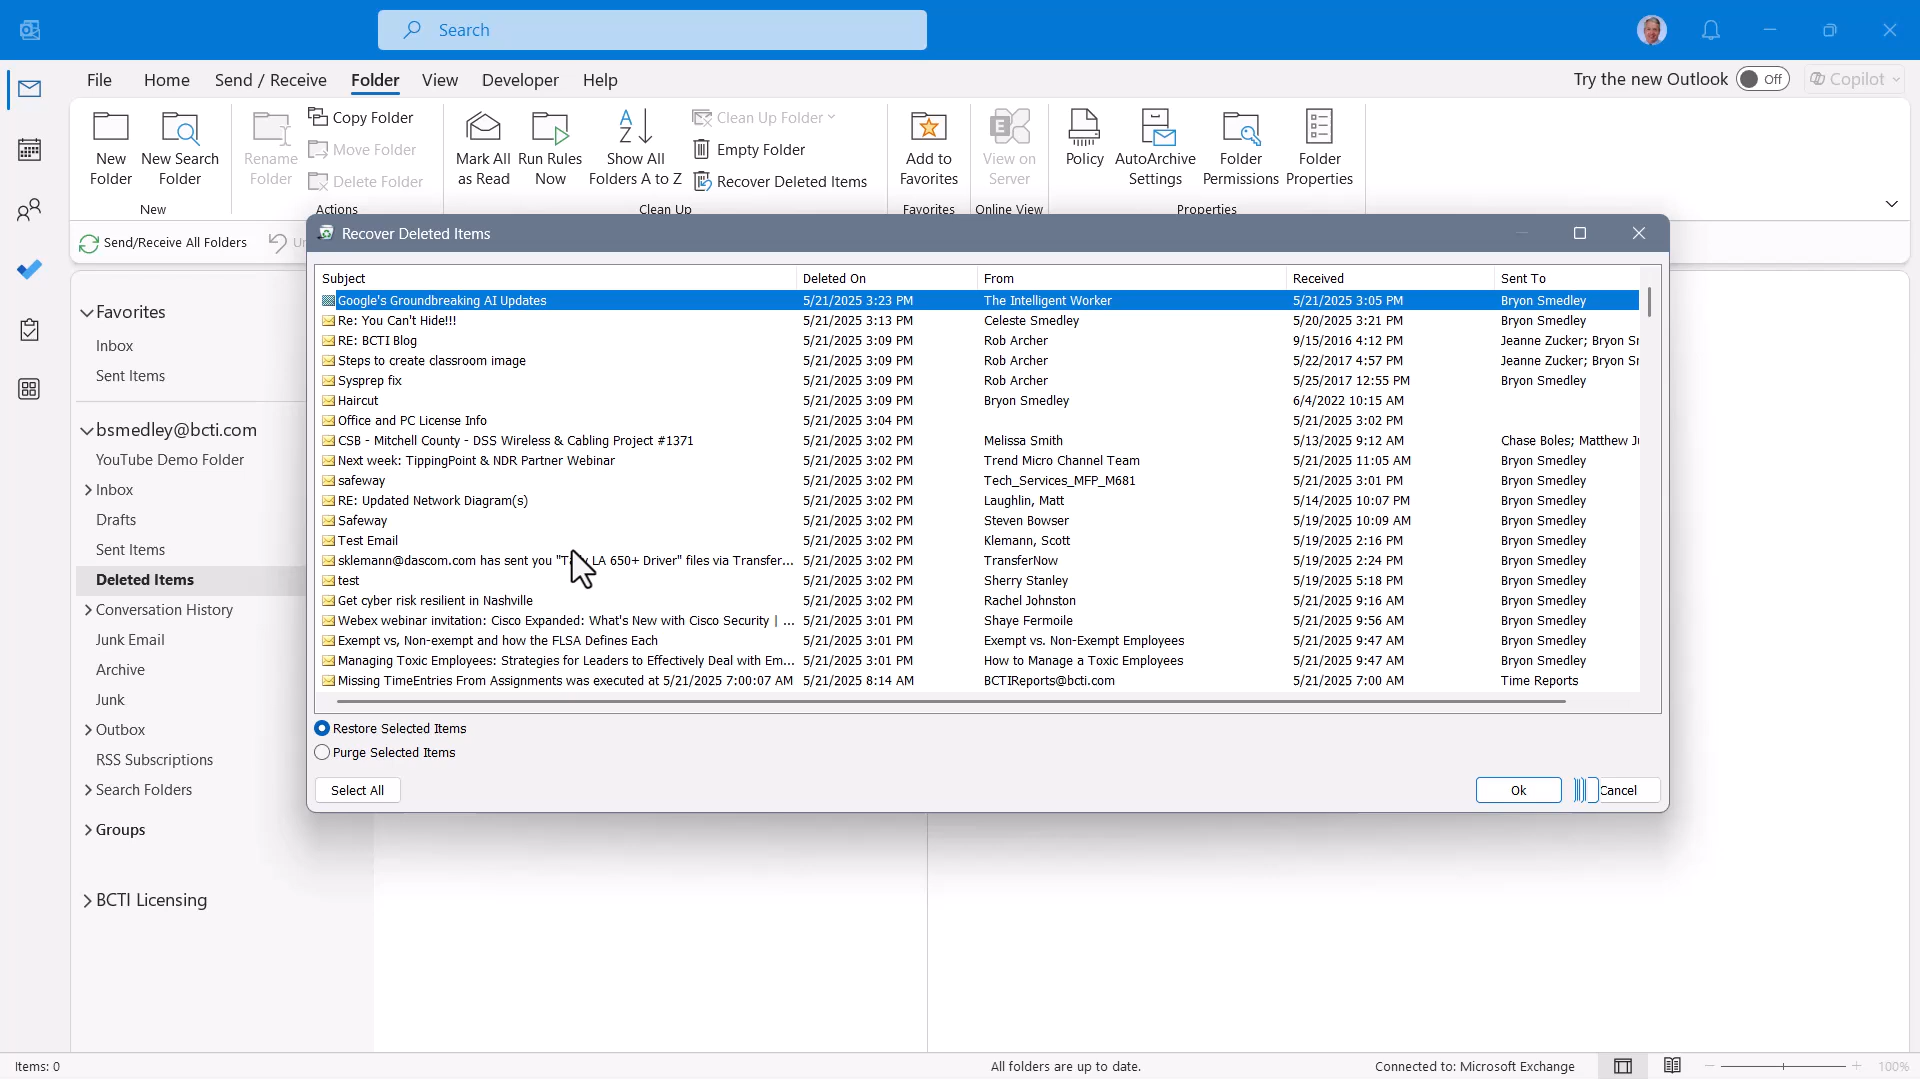 Search
File Home Send / Receive Folder View Developer Help
Try the new Outlook Off Copilot
New Folder
New Search Folder
New
Rename Folder
Copy Folder
Move Folder
Delete Folder
Actions
Mark All as Read
Run Rules Now
Show All Folders A to Z
Clean Up Folder
Empty Folder
Recover Deleted Items
Clean Up
Add to Favorites
Favorites
View on Server
Online View
Policy
AutoArchive Settings
Folder Permissions
Folder Properties
Properties
Send/Receive All Folders
Favorites
Inbox
Sent Items
bsmedley@bcti.com
YouTube Demo Folder
Inbox
Drafts
Sent Items
Deleted Items
Conversation History
Junk Email
Archive
Junk
Outbox
RSS Subscriptions
Search Folders
Groups
BCTI Licensing
Recover Deleted Items
Subject Deleted On From Received Sent To
Google's Groundbreaking AI Updates 5/21/2025 3:23 PM The Intelligent Worker 5/21/2025 3:05 PM Bryon Smedley
Re: You Can't Hide!!! 5/21/2025 3:13 PM Celeste Smedley 5/20/2025 3:21 PM Bryon Smedley
RE: BCTI Blog 5/21/2025 3:09 PM Rob Archer 9/15/2016 4:12 PM Jeanne Zucker; Bryon
Steps to create classroom image 5/21/2025 3:09 PM Rob Archer 5/22/2017 4:57 PM Jeanne Zucker; Bryon
Sysprep fix 5/21/2025 3:09 PM Rob Archer 5/25/2017 12:55 PM Bryon Smedley
Haircut 5/21/2025 3:09 PM Bryon Smedley 6/4/2022 10:15 AM
Office and PC License Info 5/21/2025 3:04 PM 5/21/2025 3:02 PM
CSB - Mitchell County - DSS Wireless & Cabling Project #1371 5/21/2025 3:02 PM Melissa Smith 5/13/2025 9:12 AM Chase Boles; Matthew
Next week: TippingPoint & NDR Partner Webinar 5/21/2025 3:02 PM Trend Micro Channel Team 5/21/2025 11:05 AM Bryon Smedley
safeway 5/21/2025 3:02 PM Tech_Services_MFP_M681 5/21/2025 3:01 PM Bryon Smedley
RE: Updated Network Diagram(s) 5/21/2025 3:02 PM Laughlin, Matt 5/14/2025 10:07 PM Bryon Smedley
Safeway 5/21/2025 3:02 PM Steven Bowser 5/19/2025 10:09 AM Bryon Smedley
Test Email 5/21/2025 3:02 PM Klemann, Scott 5/19/2025 2:16 PM Bryon Smedley
sklemann@dascom.com has sent you LA 650+ Driver" files via Transfer... 5/21/2025 3:02 PM TransferNow 5/19/2025 2:24 PM Bryon Smedley
test 5/21/2025 3:02 PM Sherry Stanley 5/19/2025 5:18 PM Bryon Smedley
Get cyber risk resilient in Nashville 5/21/2025 3:02 PM Rachel Johnston 5/21/2025 9:16 AM Bryon Smedley
Webex webinar invitation: Cisco Expanded: What's New with Cisco Security | ... 5/21/2025 3:01 PM Shaye Fermoile 5/21/2025 9:56 AM Bryon Smedley
Exempt vs, Non-exempt and how the FLSA Defines Each 5/21/2025 3:01 PM Exempt vs. Non-Exempt Employees 5/21/2025 9:47 AM Bryon Smedley
Managing Toxic Employees: Strategies for Leaders to Effectively Deal with Em... 5/21/2025 3:01 PM How to Manage a Toxic Employees 5/21/2025 9:47 AM Bryon Smedley
Missing TimeEntries From Assignments was executed at 5/21/2025 7:00:07 AM 5/21/2025 8:14 AM BCTIReports@bcti.com 5/21/2025 7:00 AM Time Reports
Restore Selected Items
Purge Selected Items
Select All Ok Cancel
Items: 0 All folders are up to date. Connected to: Microsoft Exchange 100%